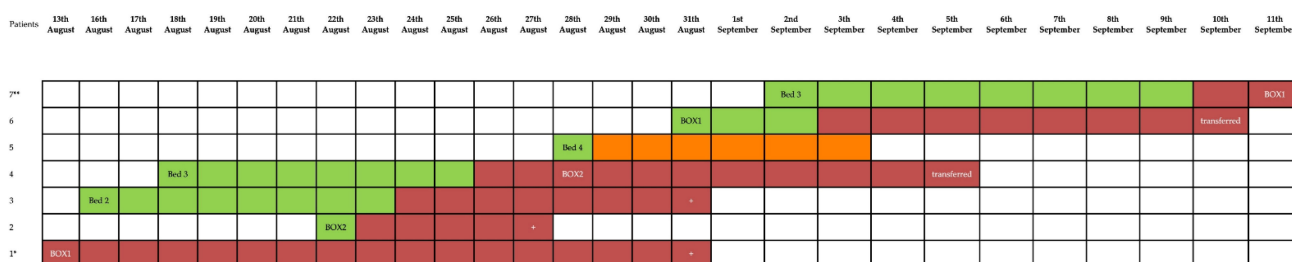 Patients 13th August 16th August 17th August 18th August 19th August 20th August 21th August 22th August 23th August 24th August 25th August 26th August 27th August 28th August 29th August 30th August 31th August 1st September 2nd September 3th September 4th September 5th September 6th September 7th September 8th September 9th September 10th September 11th September
7** Bed 3 BOX1
6 BOX1 transferred
5 Bed 4
4 Bed 3 BOX2 transferred
3 Bed 2 +
2 BOX2 +
1* BOX1 +